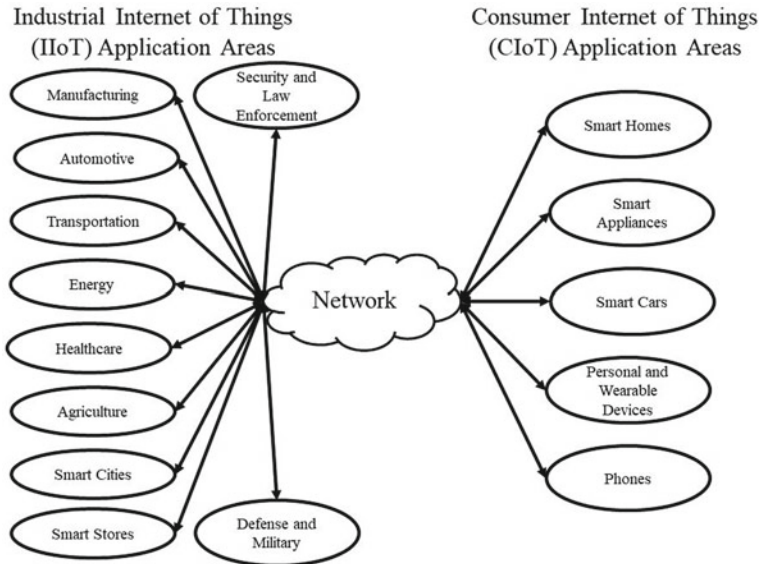 Industrial Internet of Things
(IIoT) Application Areas
Manufacturing
Automotive
Transportation
Energy
Healthcare
Agriculture
Smart Cities
Smart Stores
Security and
Law
Enforcement
Defense and
Military
Network
Consumer Internet of Things
(CIoT) Application Areas
Smart Homes
Smart
Appliances
Smart Cars
Personal and
Wearable
Devices
Phones